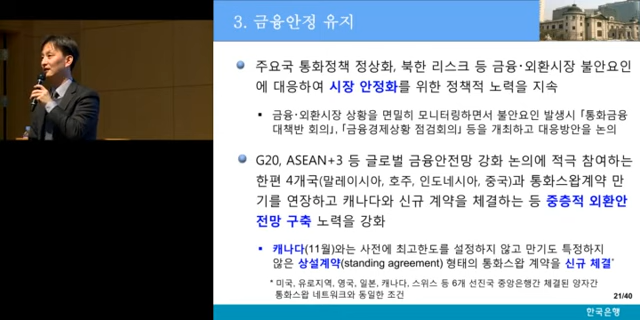 3. 금융안정 유지
주요국 통화정책 정상화, 북한 리스크 등 금융·외환시장 불안요인
에 대응하여 시장 안정화를 위한 정책적 노력을 지속
금융·외환시장 상황을 면밀히 모니터링하면서 불안요인 발생시 「통화금융
대책반 회의」, 「금융경제상황 점검회의」 등을 개최하고 대응방안을 논의
G20, ASEAN+3 등 글로벌 금융안전망 강화 논의에 적극 참여하는
한편 4개국(말레이시아, 호주, 인도네시아, 중국)과 통화스왑계약 만
기를 연장하고 캐나다와 신규 계약을 체결하는 등 중층적 외환안
전망 구축 노력을 강화
캐나다(11월)와는 사전에 최고한도를 설정하지 않고 만기도 특정하지
않은 상설계약(standing agreement) 형태의 통화스왑 계약을 신규 체결*
* 미국, 유로지역, 영국, 일본, 캐나다, 스위스 등 6개 선진국 중앙은행간 체결된 양자간
통화스왑 네트워크와 동일한 조건
21/40
한국은행